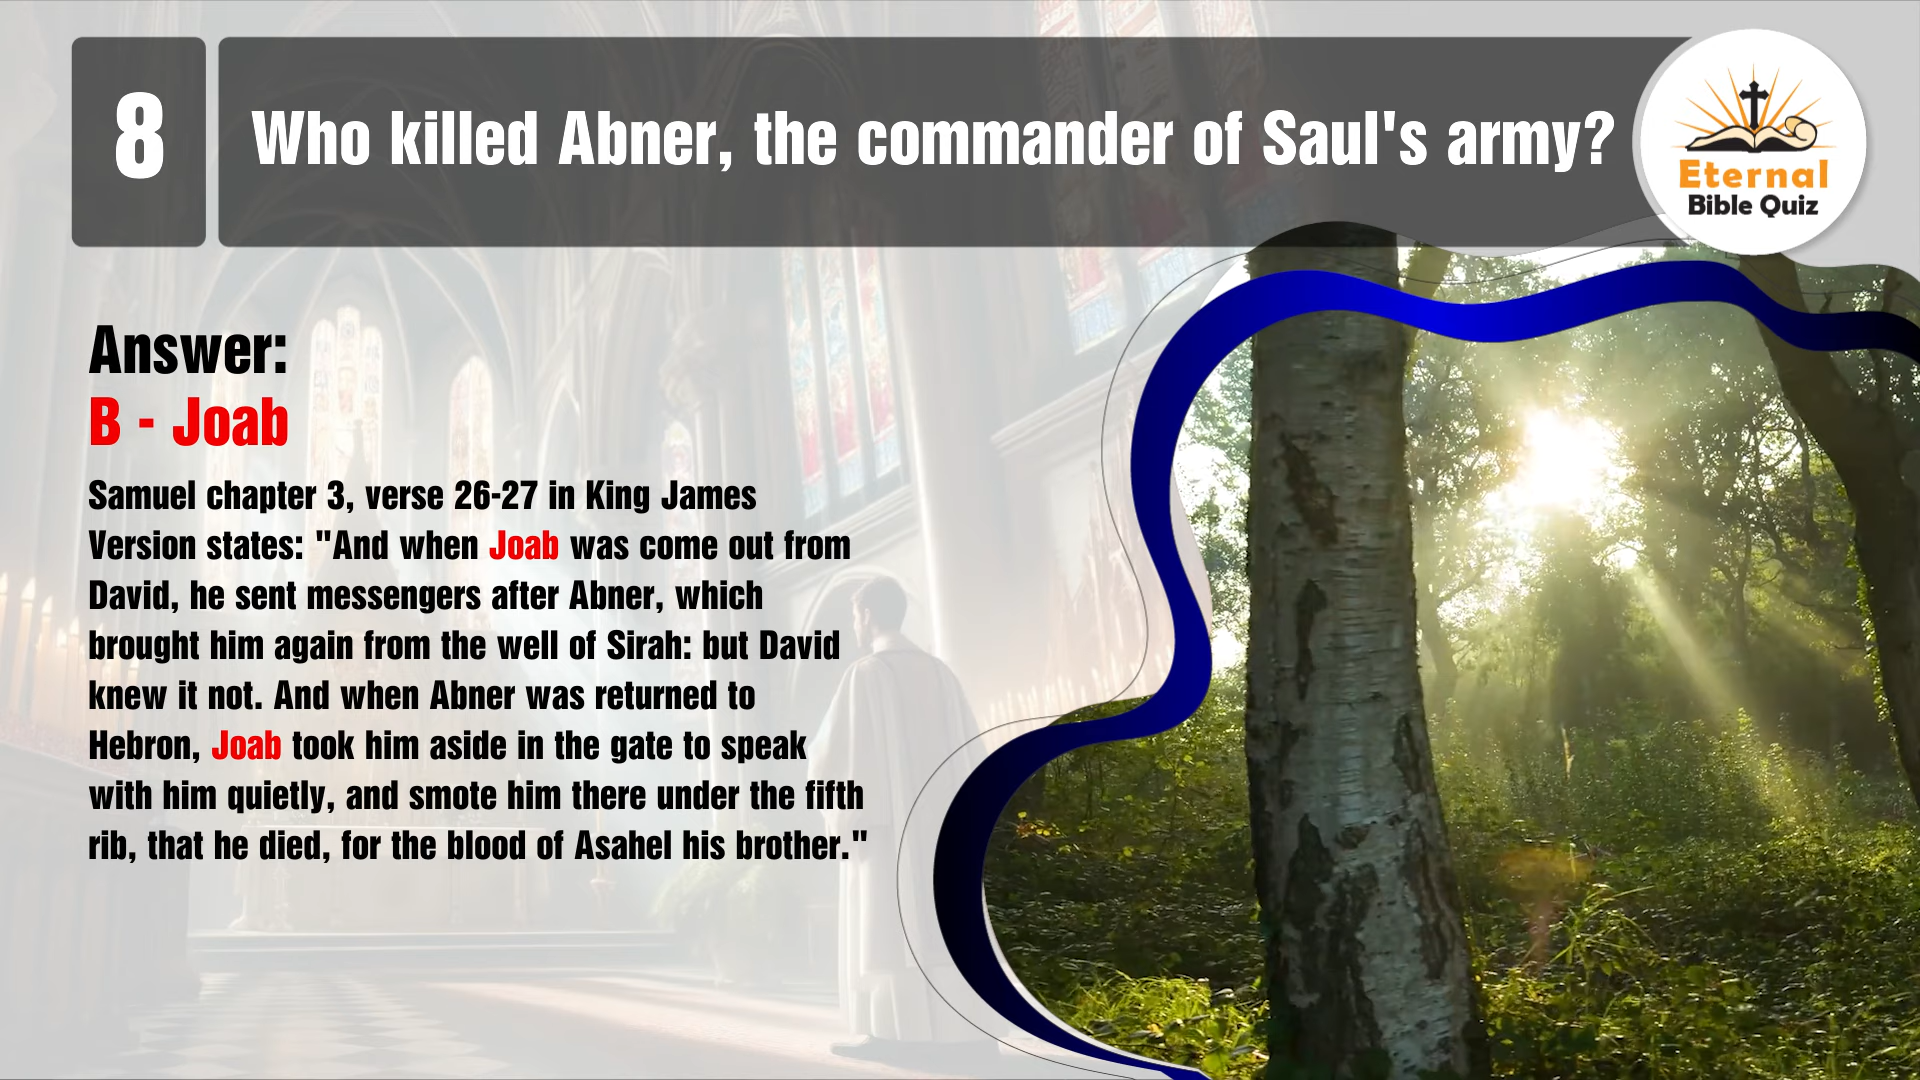 8
Who killed Abner, the commander of Saul's army?
Eternal
Bible Quiz
Answer:
B - Joab
Samuel chapter 3, verse 26-27 in King James
Version states: "And when Joab was come out from
David, he sent messengers after Abner, which
brought him again from the well of Sirah: but David
knew it not. And when Abner was returned to
Hebron, Joab took him aside in the gate to speak
with him quietly, and smote him there under the fifth
rib, that he died, for the blood of Asahel his brother."